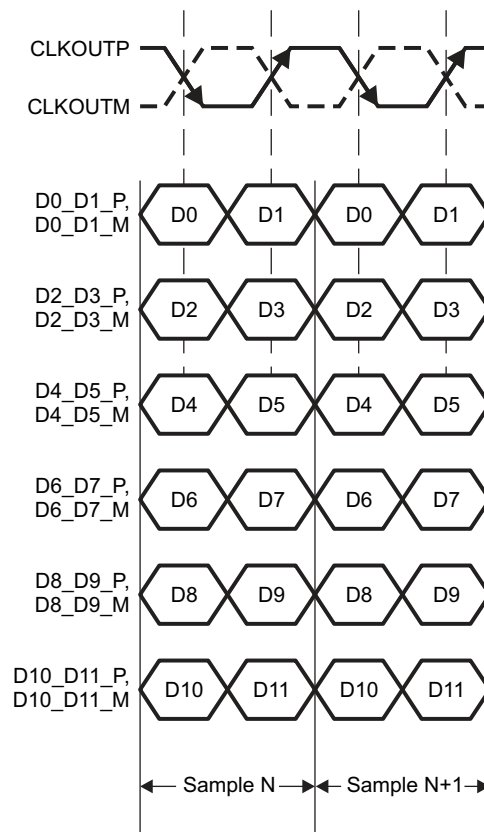 CLKOUTP
CLKOUTM
D0_D1_P,
D0_D1_M
D0 D1 D0 D1
D2_D3_P,
D2_D3_M
D2 D3 D2 D3
D4_D5_P,
D4_D5_M
D4 D5 D4 D5
D6_D7_P,
D6_D7_M
D6 D7 D6 D7
D8_D9_P,
D8_D9_M
D8 D9 D8 D9
D10_D11_P,
D10_D11_M
D10 D11 D10 D11
Sample N Sample N+1